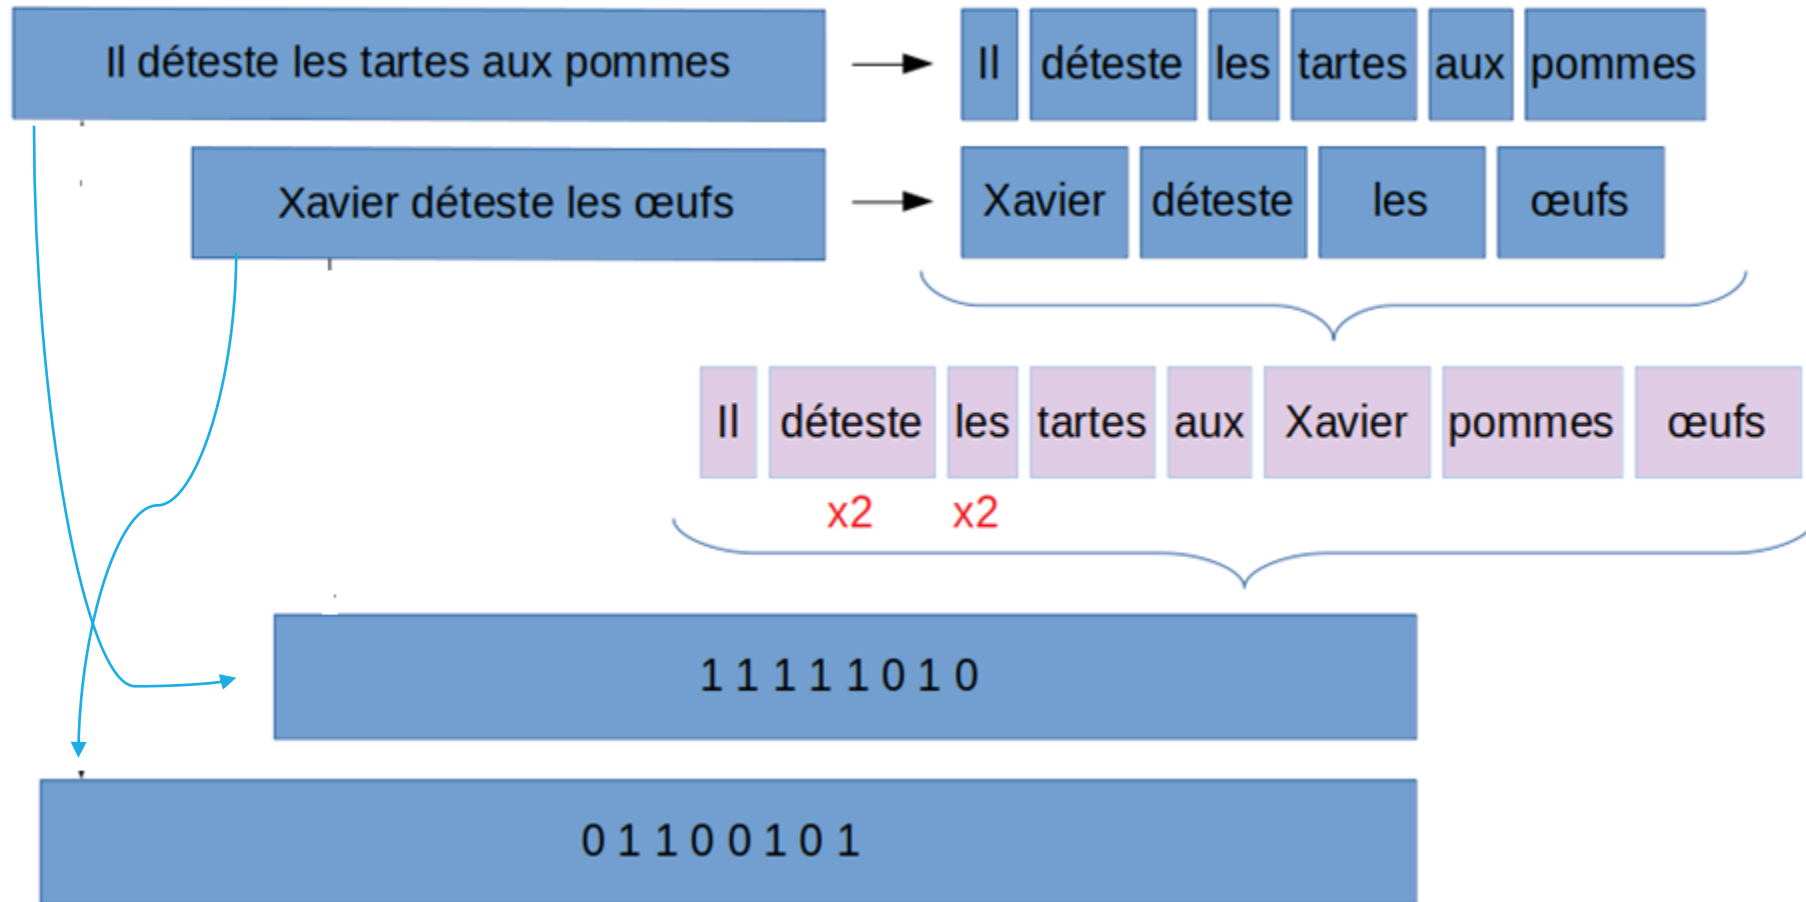 Il déteste les tartes aux pommes Il déteste les tartes aux pommes
Xavier déteste les œufs Xavier déteste les œufs
Il déteste les tartes aux Xavier pommes œufs
x2 x2
1 1 1 1 1 0 1 0
0 1 1 0 0 1 0 1